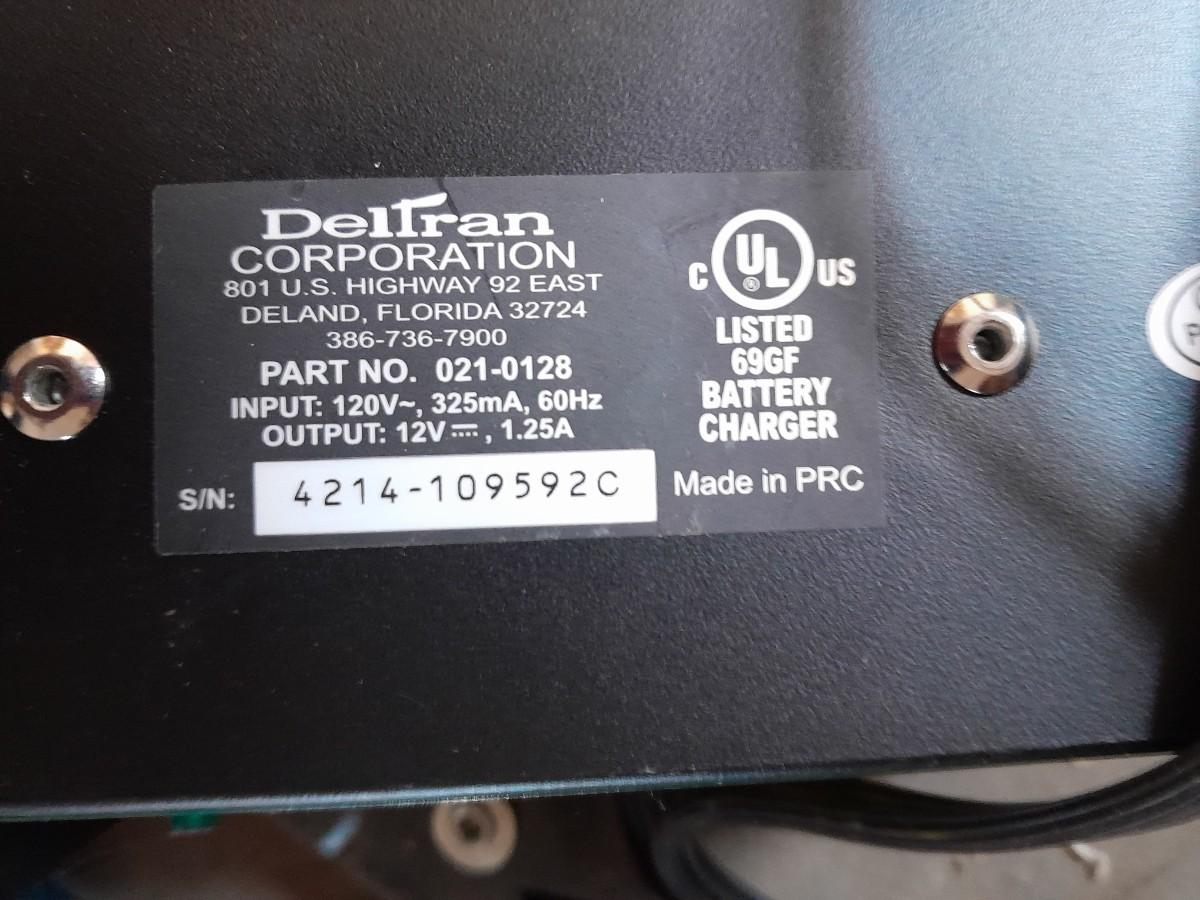 DelTran
CORPORATION
801 U.S. HIGHWAY 92 EAST
DELAND, FLORIDA 32724
386-736-7900
PART NO. 021-0128
INPUT: 120V~, 325mA, 60Hz
OUTPUT: 12V⎓, 1.25A
S/N: 4214-109592C
C UL® US
LISTED
69GF
BATTERY
CHARGER
Made in PRC